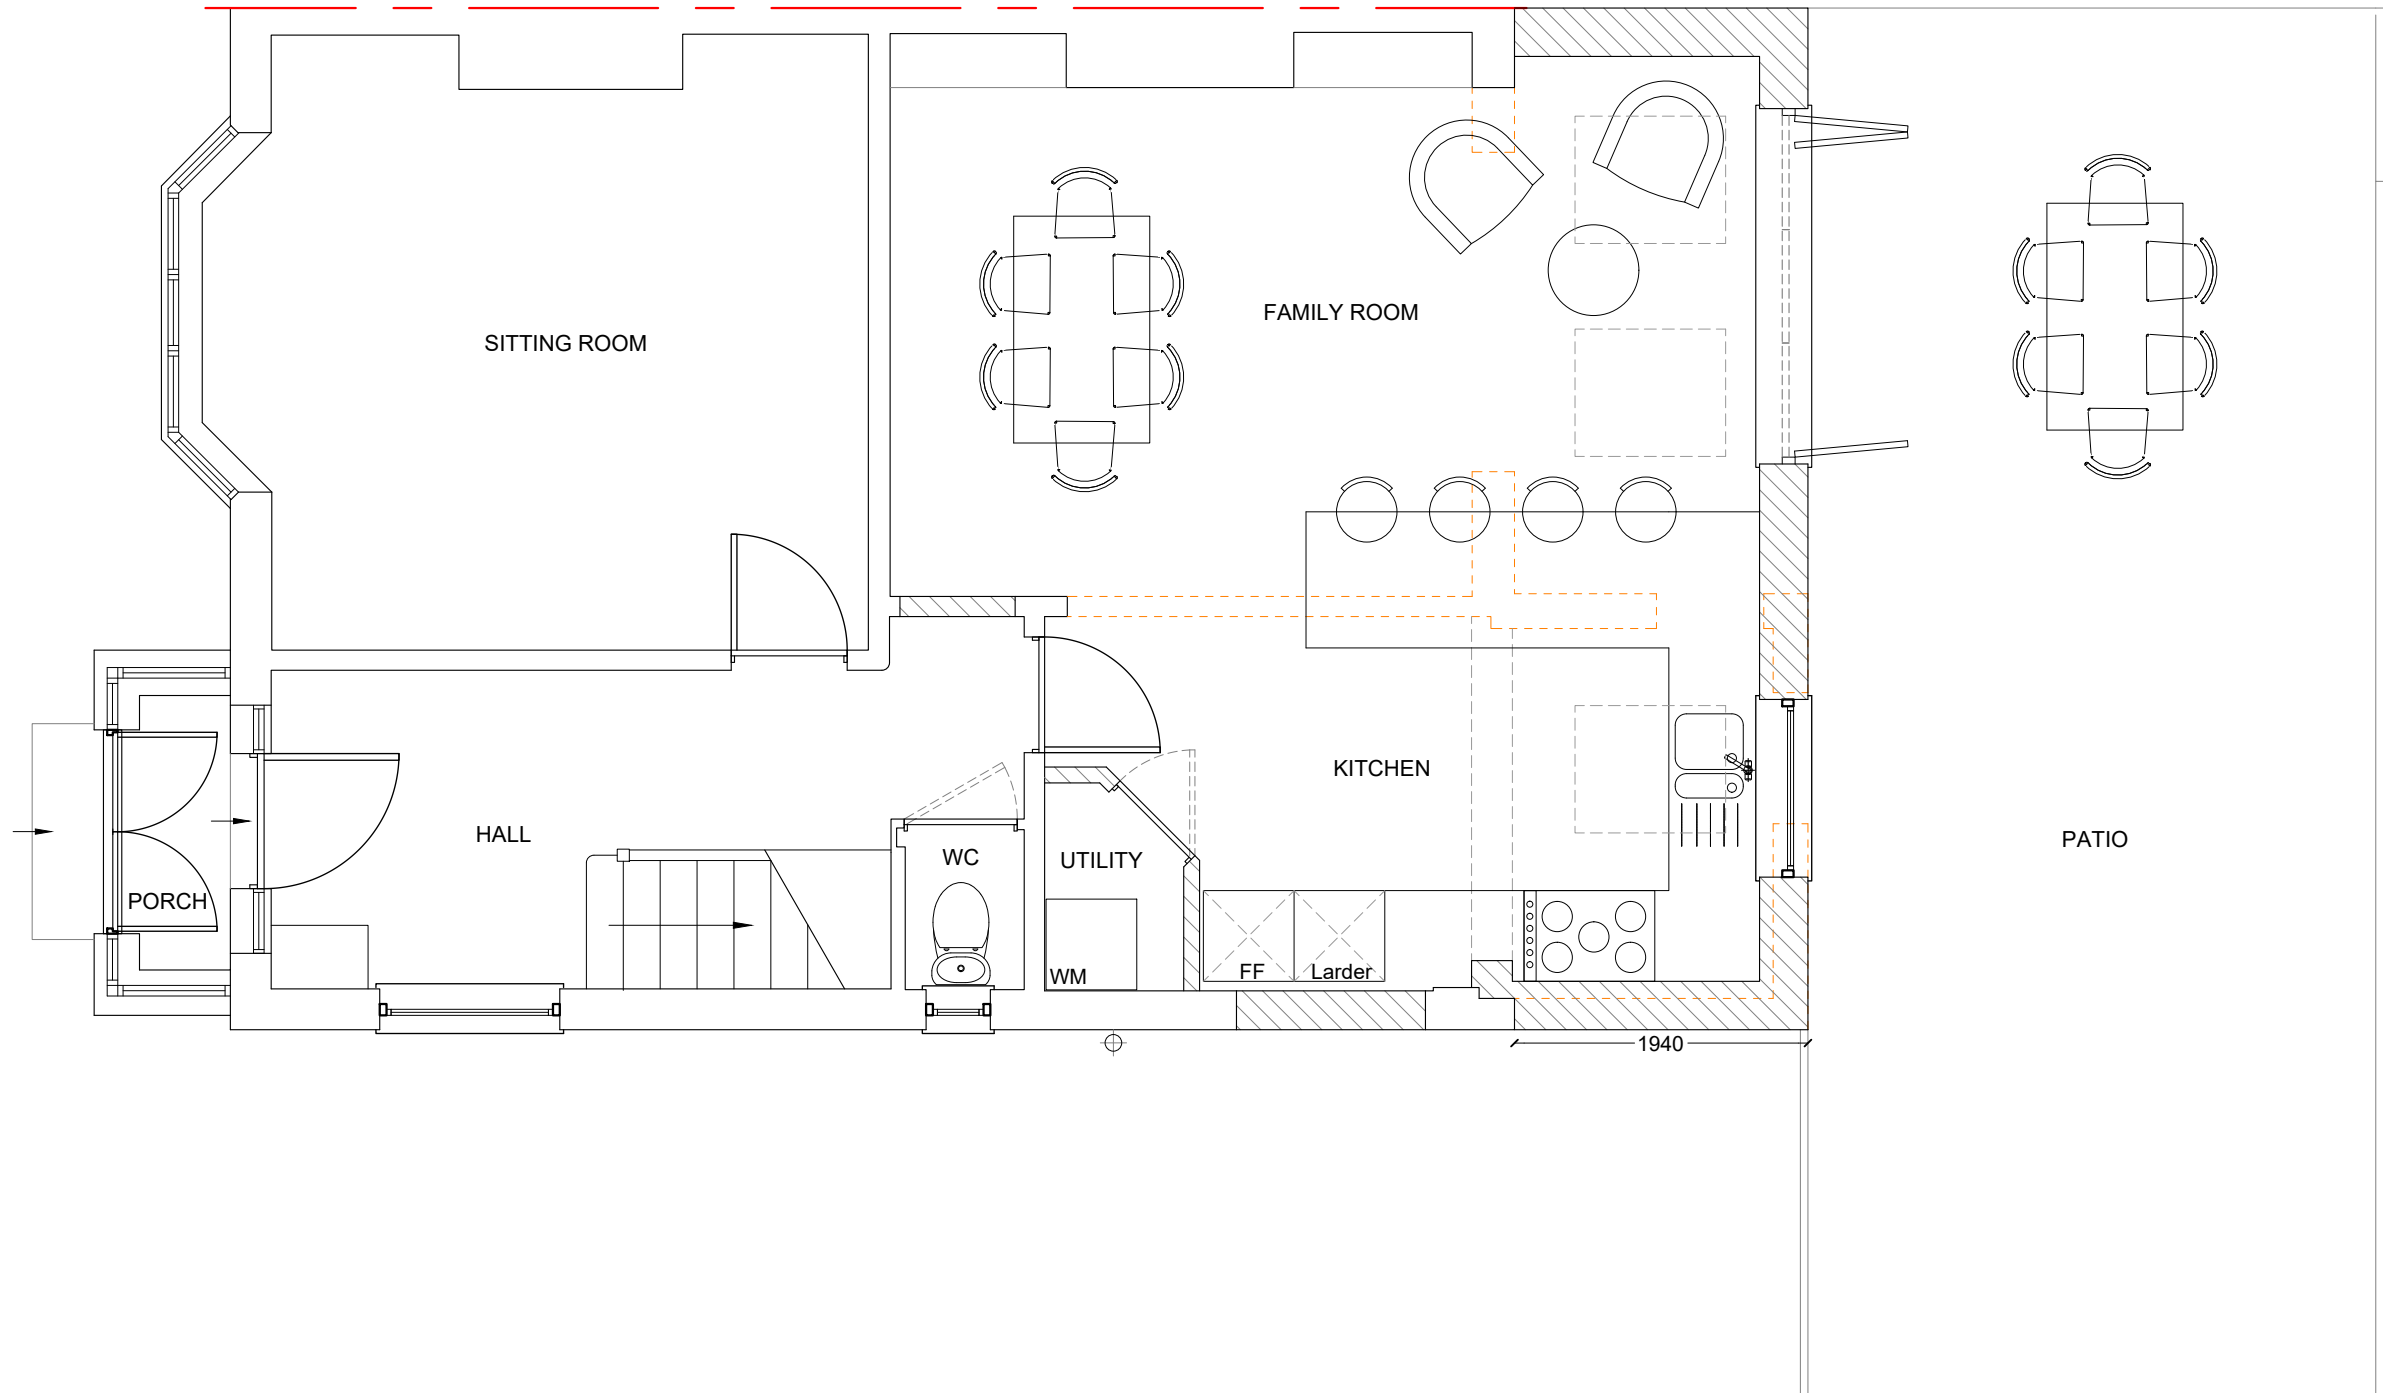 FAMILY ROOM
SITTING ROOM
KITCHEN
HALL
PATIO
WC
UTILITY
PORCH
FF
Larder
WM
1940